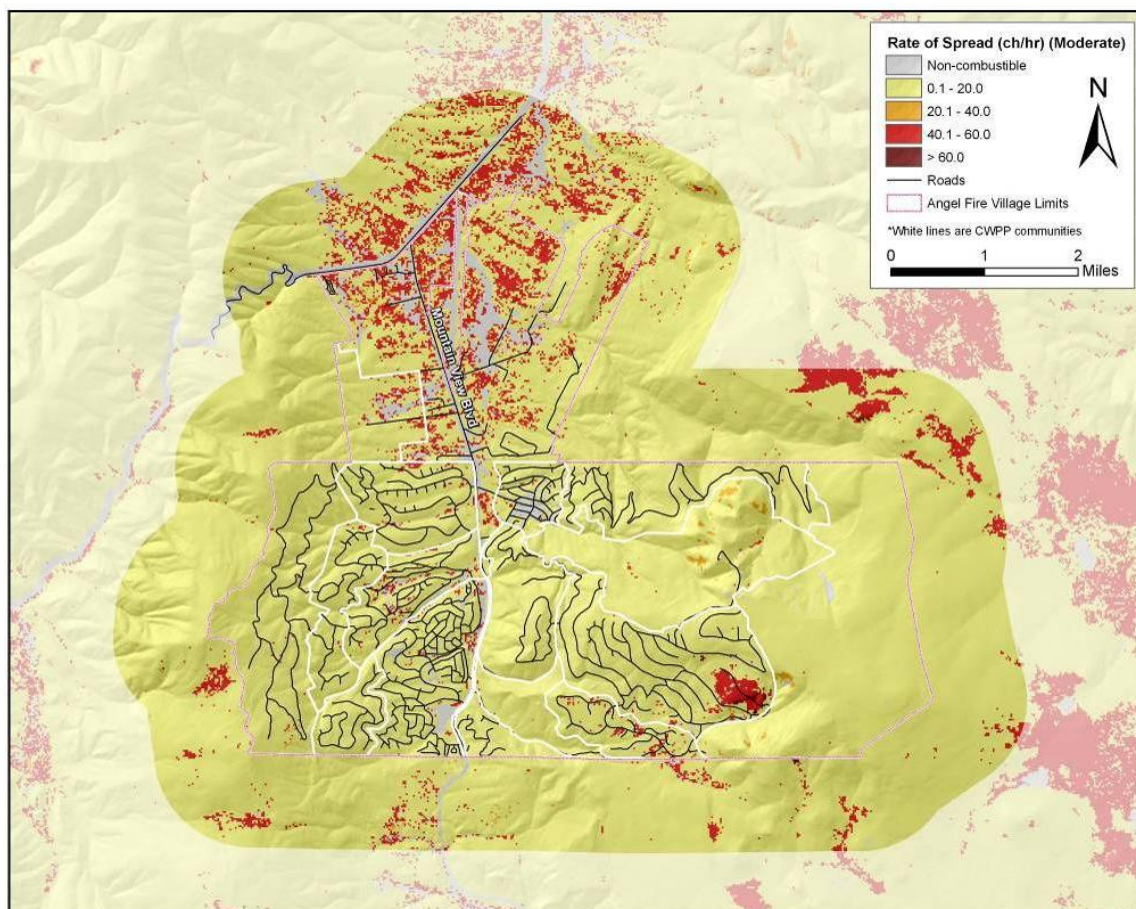 Rate of Spread (ch/hr) (Moderate)
Non-combustible
0.1 - 20.0
20.1 - 40.0
40.1 - 60.0
> 60.0
Roads
Angel Fire Village Limits
*White lines are CWPP communities
0 1 2
Miles
N
Mountain View Blvd